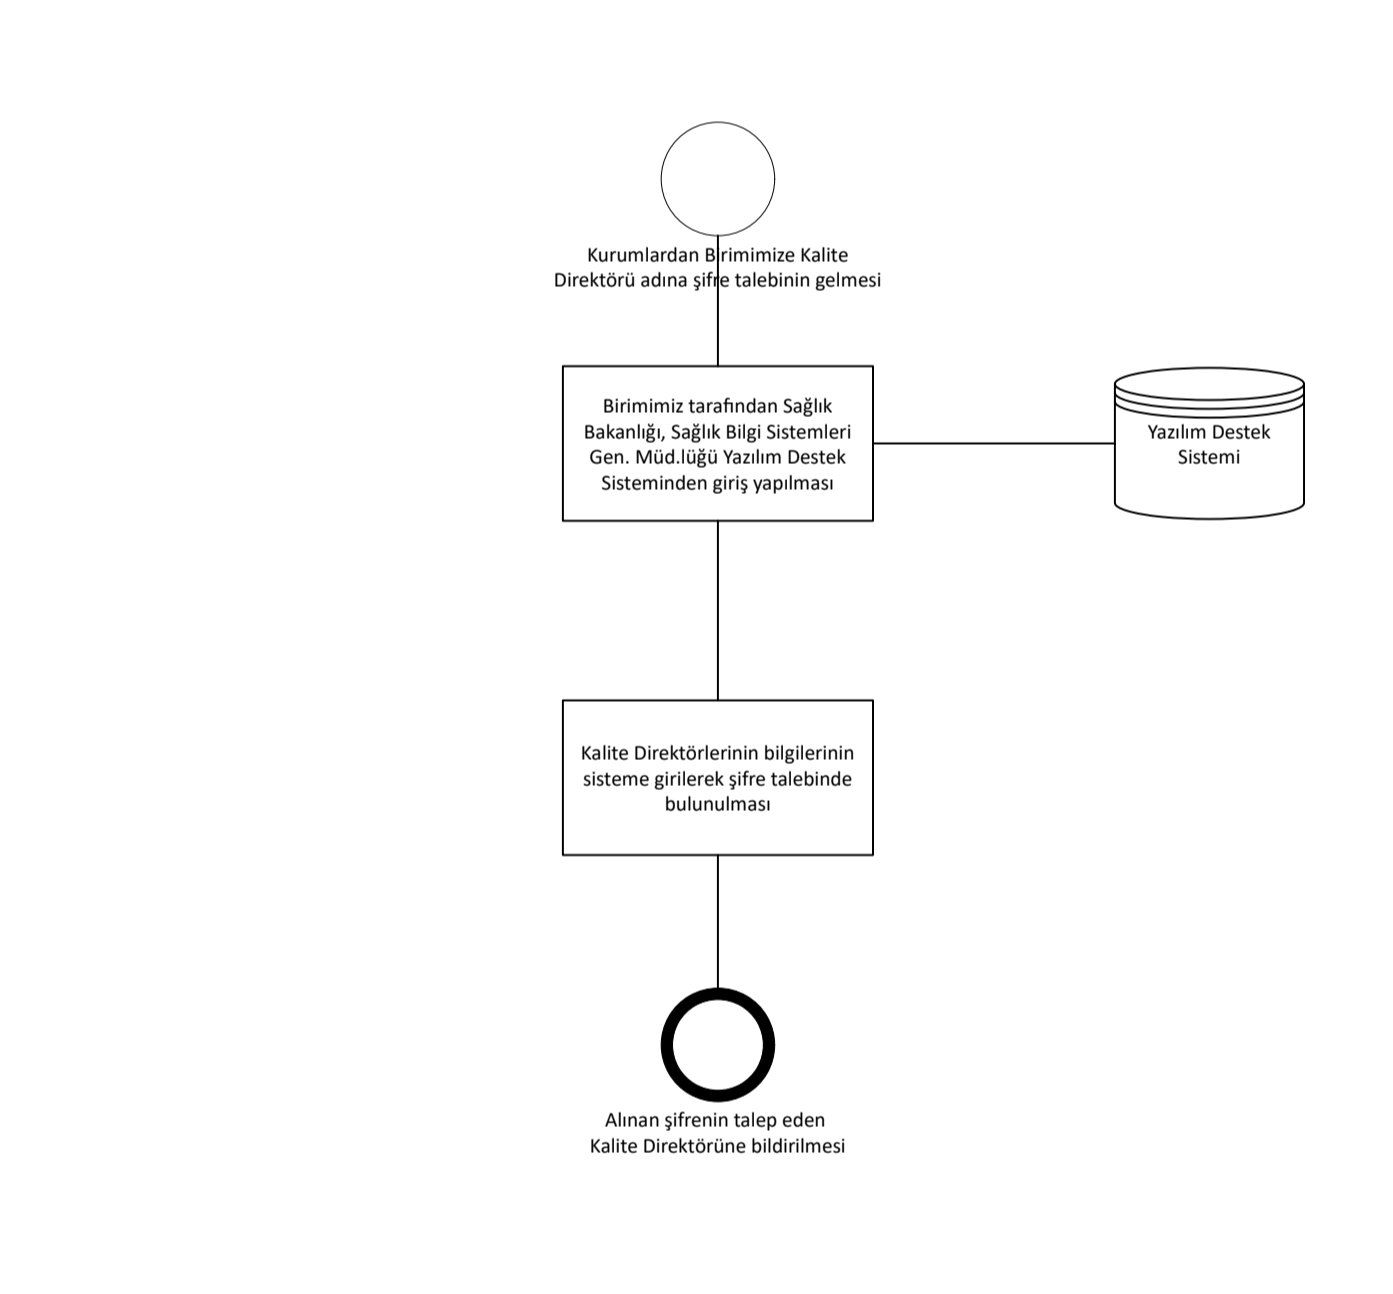 Kurumlardan Birimimize Kalite
Direktörü adına şifre talebinin gelmesi
Birimimiz tarafından Sağlık
Bakanlığı, Sağlık Bilgi Sistemleri
Gen. Müd.lüğü Yazılım Destek
Sisteminden giriş yapılması
Yazılım Destek
Sistemi
Kalite Direktörlerinin bilgilerinin
sisteme girilerek şifre talebinde
bulunulması
Alınan şifrenin talep eden
Kalite Direktörüne bildirilmesi